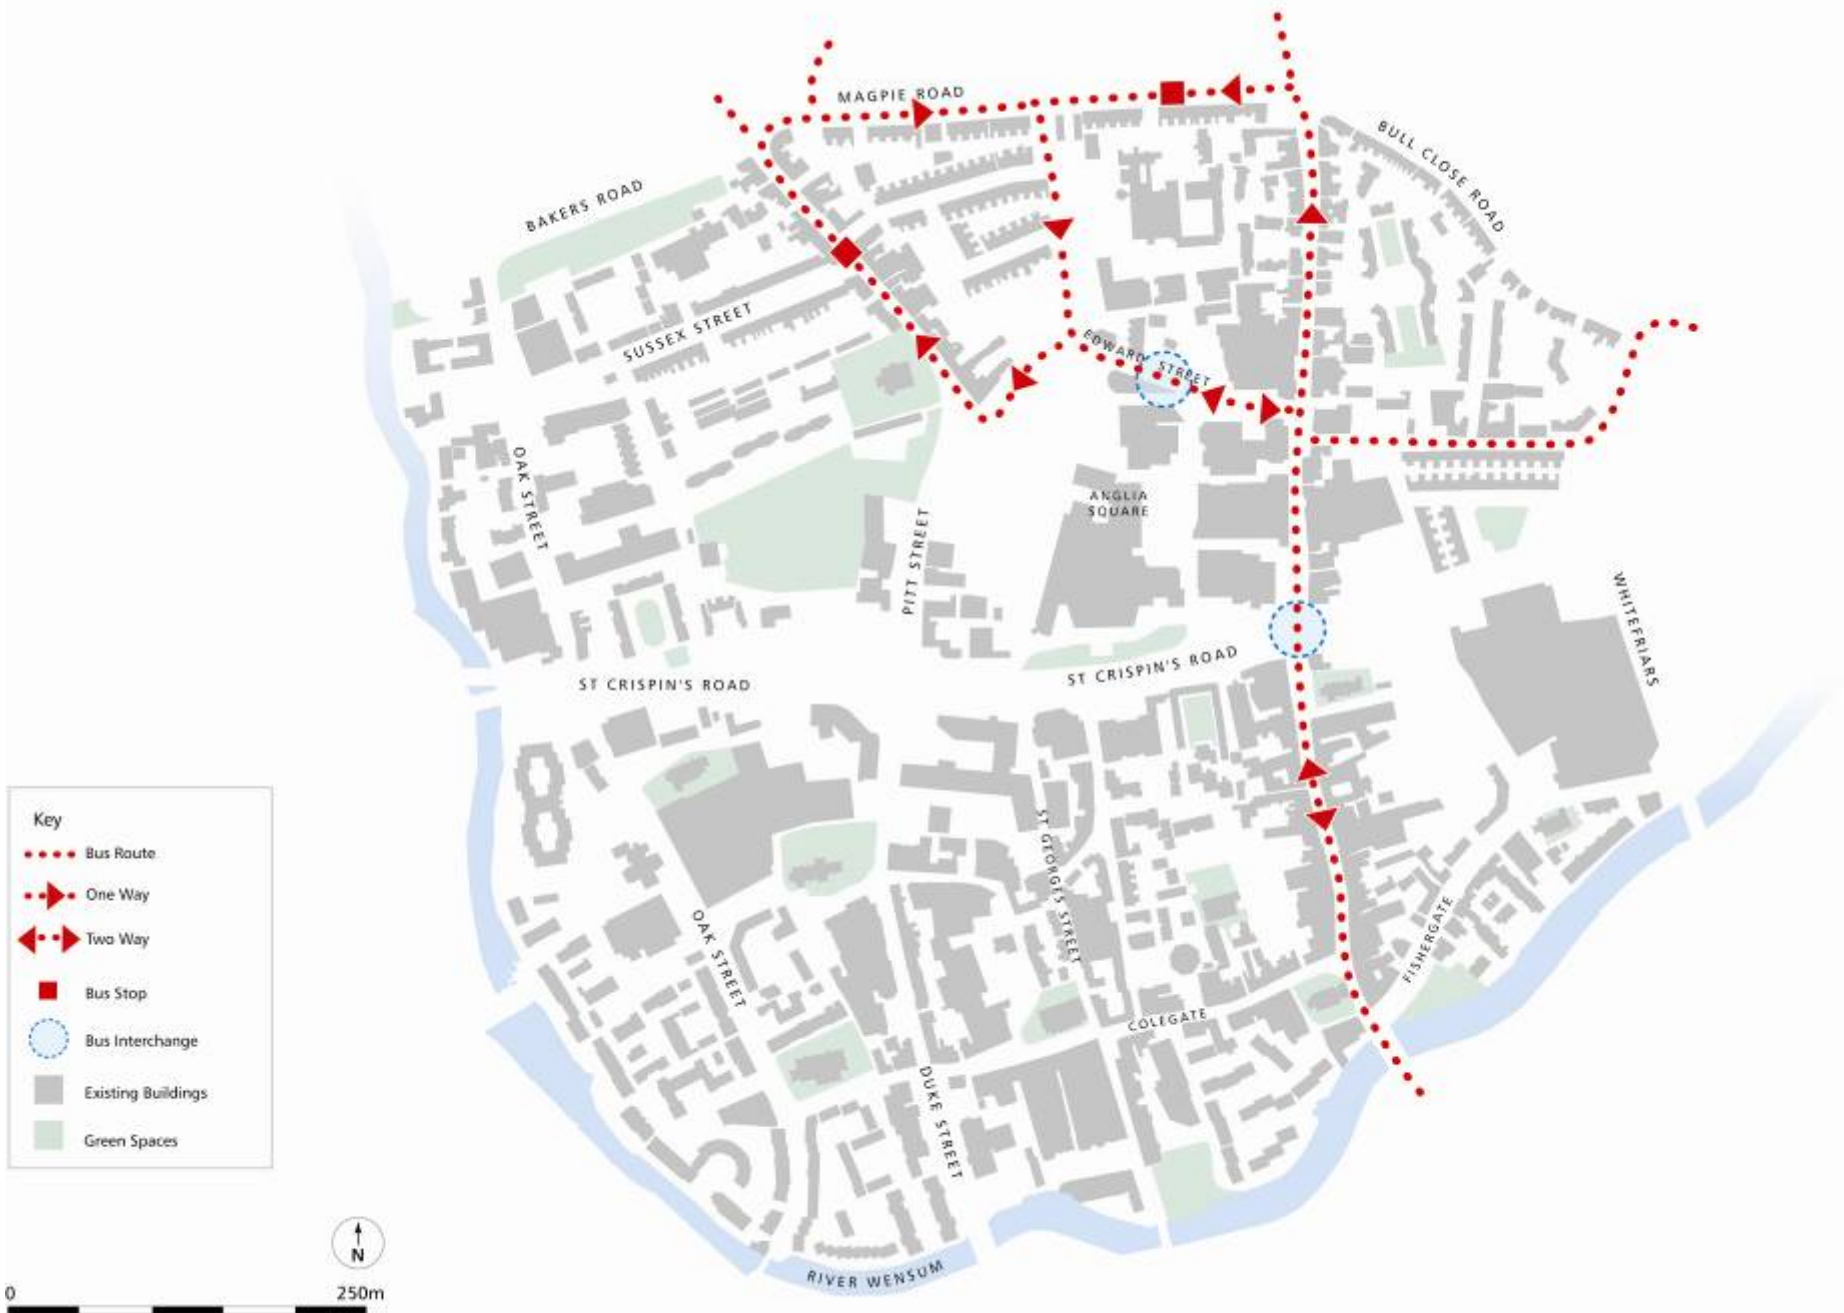 MAGPIE ROAD
BULL CLOSE ROAD
BAKERS ROAD
SUSSEX STREET
EDWARD STREET
OAK STREET
ANGLIA
SQUARE
PITT STREET
WHITEFRIARS
ST CRISPIN'S ROAD
ST CRISPIN'S ROAD
ST GEORGES STREET
OAK STREET
FISHERGATE
COLEGATE
DUKE STREET
RIVER WENSUM
Key
Bus Route
One Way
Two Way
Bus Stop
Bus Interchange
Existing Buildings
Green Spaces
N
0 250m